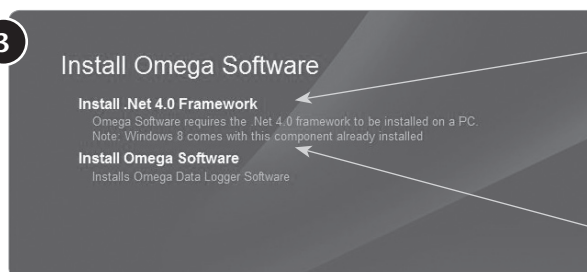 3
Install Omega Software
Install .Net 4.0 Framework
Omega Software requires the .Net 4.0 framework to be installed on a PC.
Note: Windows 8 comes with this component already installed
Install Omega Software
Installs Omega Data Logger Software